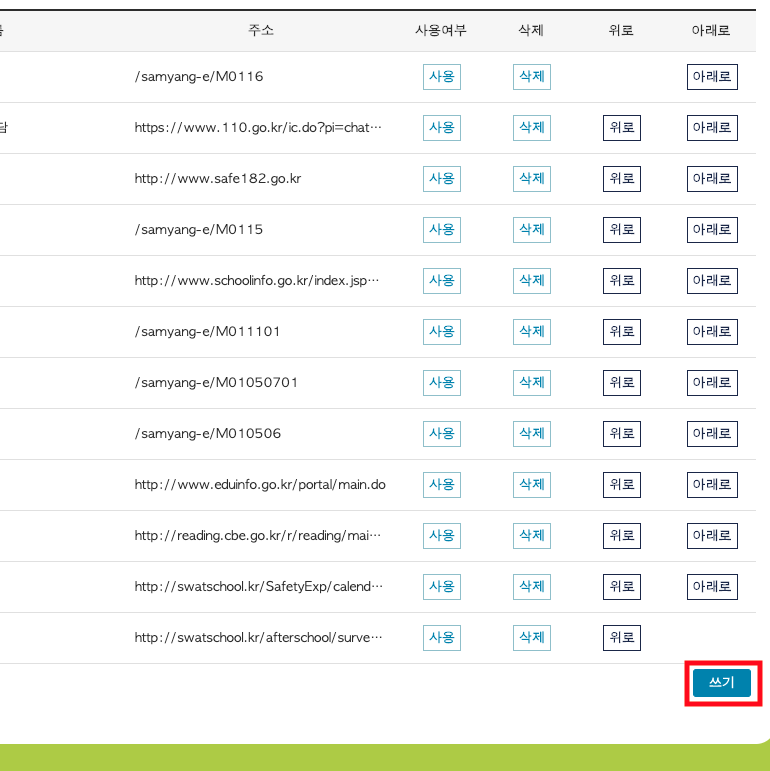 주소 사용여부 삭제 위로 아래로
/samyang-e/M0116 사용 삭제 아래로
담 https://www.110.go.kr/ic.do?pi=chat… 사용 삭제 위로 아래로
http://www.safe182.go.kr 사용 삭제 위로 아래로
/samyang-e/M0115 사용 삭제 위로 아래로
http://www.schoolinfo.go.kr/index.jsp… 사용 삭제 위로 아래로
/samyang-e/M011101 사용 삭제 위로 아래로
/samyang-e/M01050701 사용 삭제 위로 아래로
/samyang-e/M010506 사용 삭제 위로 아래로
http://www.eduinfo.go.kr/portal/main.do 사용 삭제 위로 아래로
http://reading.cbe.go.kr/r/reading/mai… 사용 삭제 위로 아래로
http://swatschool.kr/SafetyExp/calend… 사용 삭제 위로 아래로
http://swatschool.kr/afterschool/surve… 사용 삭제 위로
쓰기